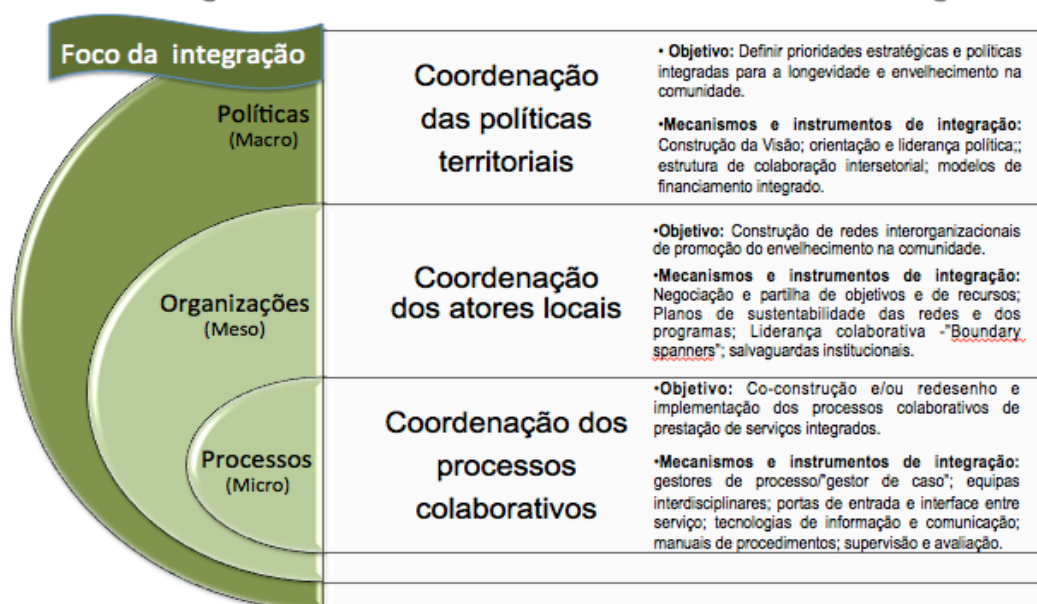 Foco da integração
Políticas
(Macro)
Coordenação
das políticas
territoriais
• Objetivo: Definir prioridades estratégicas e políticas
integradas para a longevidade e envelhecimento na
comunidade.
•Mecanismos e instrumentos de integração:
Construção da Visão; orientação e liderança política;;
estrutura de colaboração intersetorial; modelos de
financiamento integrado.
Organizações
(Meso)
Coordenação
dos atores locais
•Objetivo: Construção de redes interorganizacionais
de promoção do envelhecimento na comunidade.
•Mecanismos e instrumentos de integração:
Negociação e partilha de objetivos e de recursos;
Planos de sustentabilidade das redes e dos
programas; Liderança colaborativa -"Boundary
spanners"; salvaguardas institucionais.
Processos
(Micro)
Coordenação dos
processos
colaborativos
•Objetivo: Co-construção e/ou redesenho e
implementação dos processos colaborativos de
prestação de serviços integrados.
•Mecanismos e instrumentos de integração:
gestores de processo/"gestor de caso"; equipas
interdisciplinares; portas de entrada e interface entre
serviço; tecnologias de informação e comunicação;
manuais de procedimentos; supervisão e avaliação.